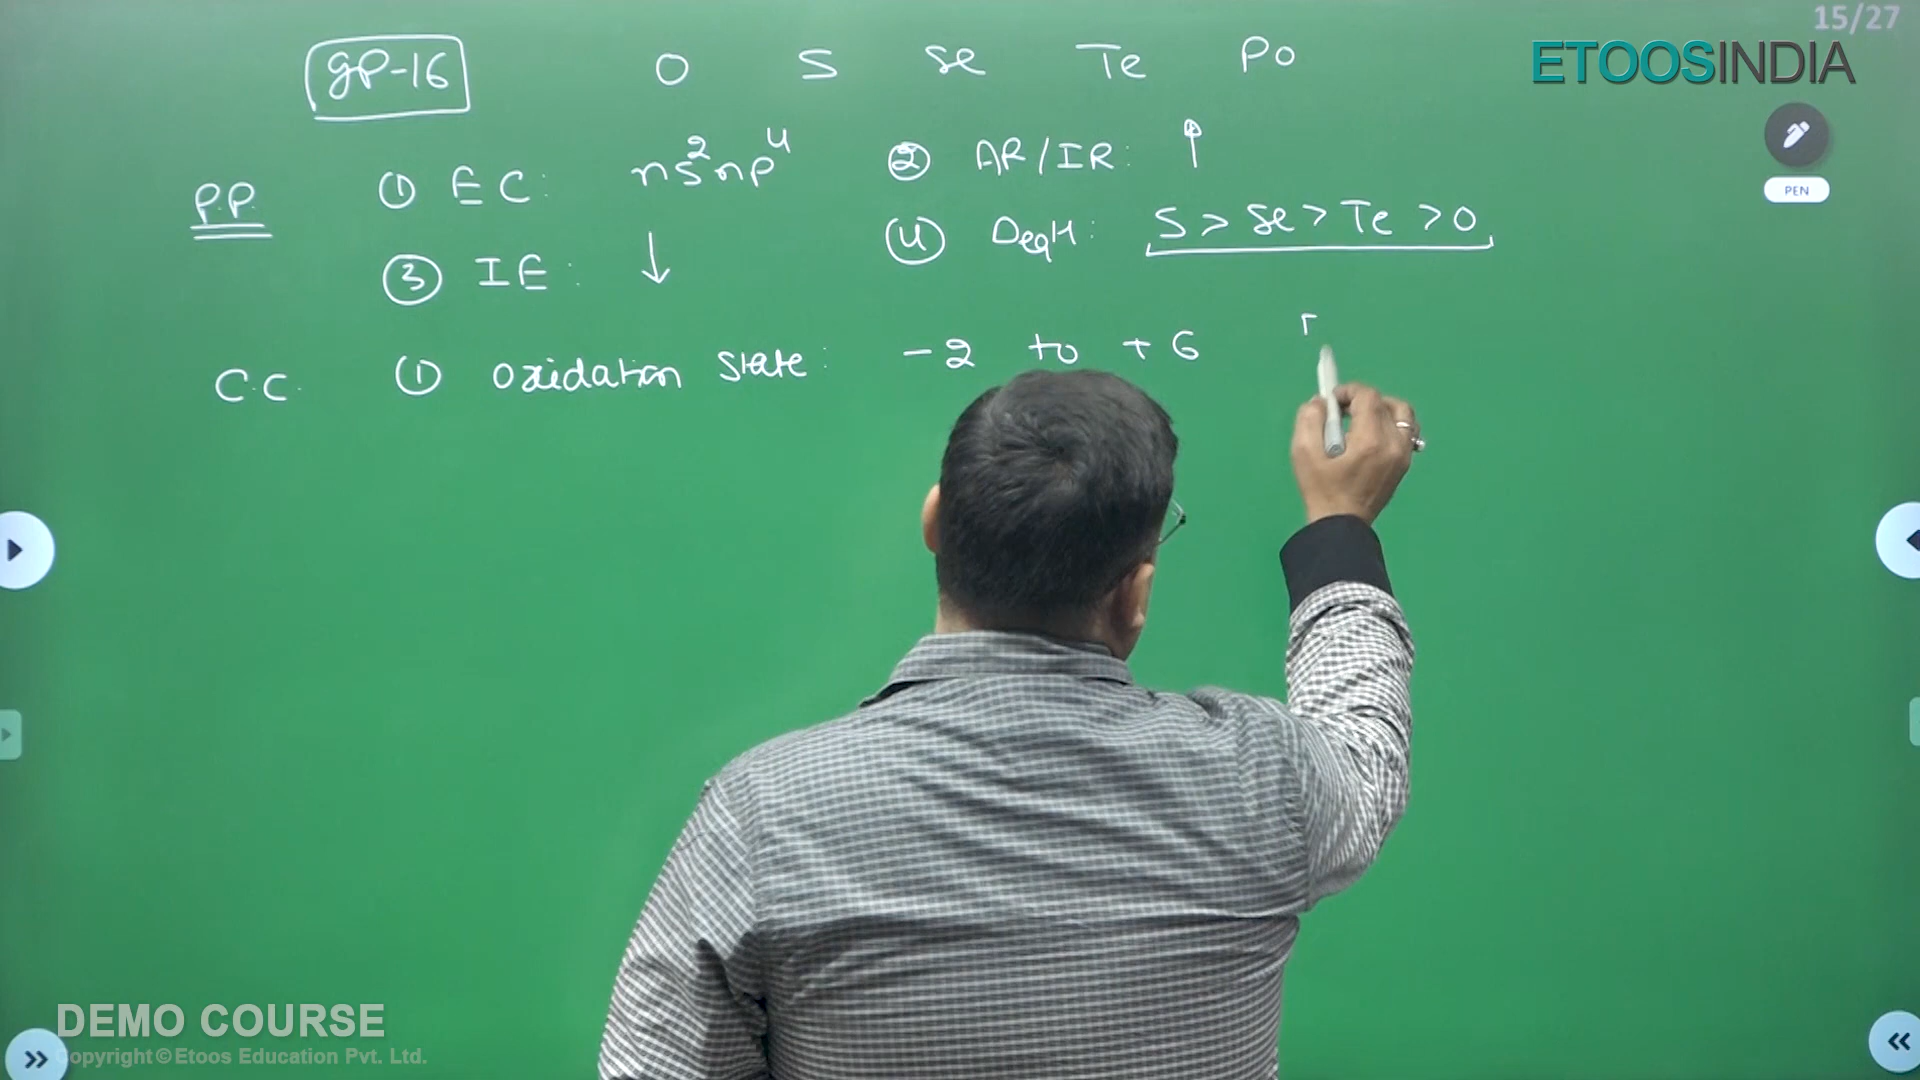 15/27
ETOOSINDIA
GP-16 O S Se Te Po
P.P. ① EC: ns²np⁴ ② AR/IR: ↑
③ IE: ↓ ④ ΔegH: S > Se > Te > O
C.C. ① Oxidation State: -2 to +6
PEN
DEMO COURSE
Copyright © Etoos Education Pvt. Ltd.